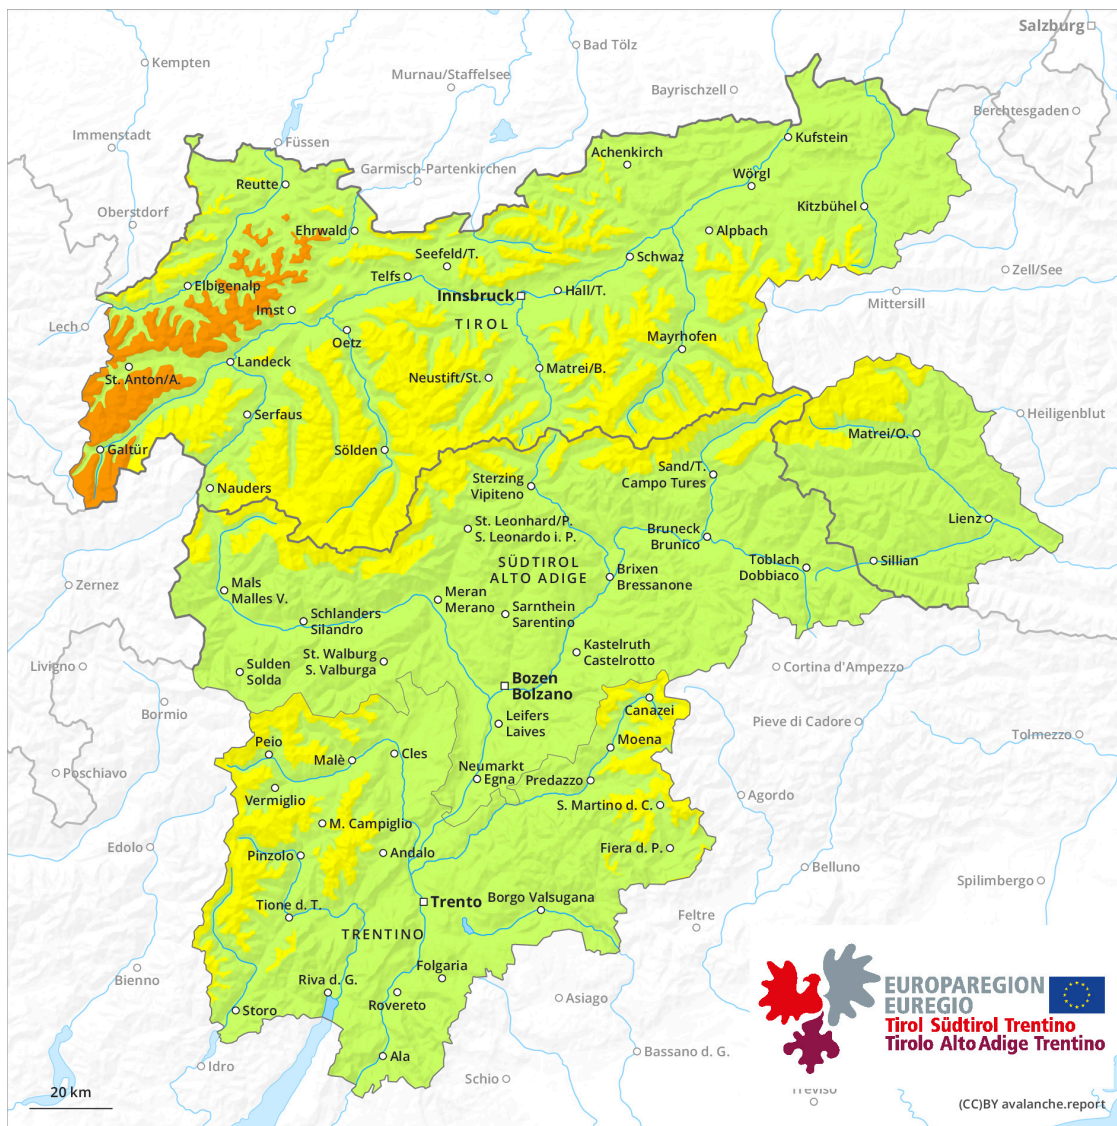 Salzburg
Bad Tölz
Kempten
Murnau/Staffelsee
Bayrischzell
Berchtesgaden
Immenstadt
Füssen
Kufstein
Achenkirch
Garmisch-Partenkirchen
Wörgl
Reutte
Oberstdorf
Kitzbühel
Ehrwald
Alpbach
Seefeld/T.
Schwaz
Zell/See
Telfs
Elbigenalp
Hall/T.
Innsbruck
Mittersill
Imst
TIROL
Lech
Oetz
Mayrhofen
Landeck
Matrei/B.
St. Anton/A.
Neustift/St.
Serfaus
Heiligenblut
Matrei/O.
Galtür
Sölden
Sand/T.
Campo Tures
Sterzing
Vipiteno
Nauders
Lienz
St. Leonhard/P.
S. Leonardo i. P.
Bruneck
Brunico
Toblach
Dobbiaco
Sillian
SÜDTIROL
ALTO ADIGE
Brixen
Bressanone
Zernez
Mals
Malles V.
Meran
Merano
Schlanders
Silandro
Sarnthein
Sarentino
Kastelruth
Castelrotto
St. Walburg
S. Valburga
Livigno
Sulden
Solda
Cortina d'Ampezzo
Bozen
Bolzano
Bormio
Canazei
Leifers
Laives
Pieve di Cadore
Tolmezzo
Peio
Moena
Malè
Cles
Poschiavo
Neumarkt
Egna
Predazzo
Vermiglio
Agordo
S. Martino d. C.
M. Campiglio
Edolo
Pinzolo
Andalo
Fiera d. P.
Belluno
Spilimbergo
Trento
Borgo Valsugana
Tione d. T.
Feltre
TRENTINO
Folgaria
Bienno
Riva d. G.
Rovereto
Asiago
Storo
Ala
Bassano d. G.
Idro
Schio
Treviso
EUROPAREGION
EUREGIO
Tirol Südtirol Trentino
Tirolo Alto Adige Trentino
20 km
(CC)BY avalanche.report